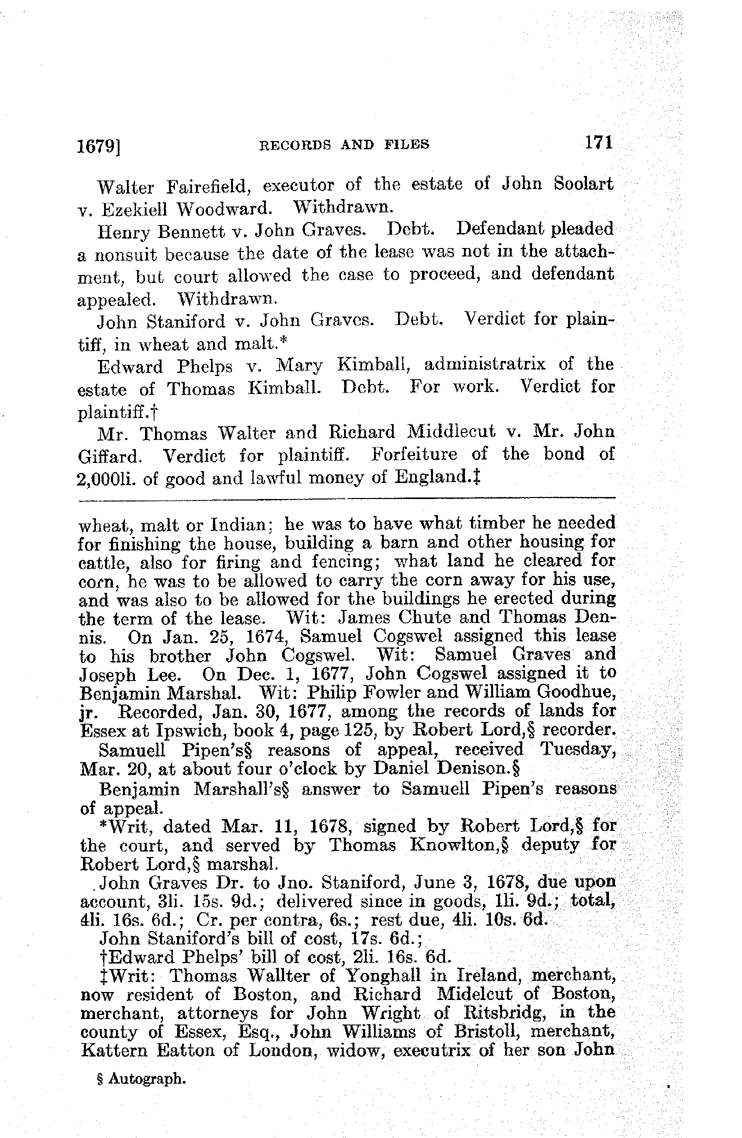 1679] RECORDS AND FILES 171
Walter Fairefield, executor of the estate of John Soolart
v. Ezekiell Woodward. Withdrawn.
Henry Bennett v. John Graves. Debt. Defendant pleaded
a nonsuit because the date of the lease was not in the attach-
ment, but court allowed the case to proceed, and defendant
appealed. Withdrawn.
John Staniford v. John Graves. Debt. Verdict for plain-
tiff, in wheat and malt.*
Edward Phelps v. Mary Kimball, administratrix of the
estate of Thomas Kimball. Debt. For work. Verdict for
plaintiff.†
Mr. Thomas Walter and Richard Middlecut v. Mr. John
Giffard. Verdict for plaintiff. Forfeiture of the bond of
2,000li. of good and lawful money of England.‡
wheat, malt or Indian; he was to have what timber he needed
for finishing the house, building a barn and other housing for
cattle, also for firing and fencing; what land he cleared for
corn, he was to be allowed to carry the corn away for his use,
and was also to be allowed for the buildings he erected during
the term of the lease. Wit: James Chute and Thomas Den-
nis. On Jan. 25, 1674, Samuel Cogswel assigned this lease
to his brother John Cogswel. Wit: Samuel Graves and
Joseph Lee. On Dec. 1, 1677, John Cogswel assigned it to
Benjamin Marshal. Wit: Philip Fowler and William Goodhue,
jr. Recorded, Jan. 30, 1677, among the records of lands for
Essex at Ipswich, book 4, page 125, by Robert Lord,§ recorder.
Samuell Pipen's§ reasons of appeal, received Tuesday,
Mar. 20, at about four o'clock by Daniel Denison.§
Benjamin Marshall's§ answer to Samuell Pipen's reasons
of appeal.
*Writ, dated Mar. 11, 1678, signed by Robert Lord,§ for
the court, and served by Thomas Knowlton,§ deputy for
Robert Lord,§ marshal.
John Graves Dr. to Jno. Staniford, June 3, 1678, due upon
account, 3li. 15s. 9d.; delivered since in goods, 1li. 9d.; total,
4li. 16s. 6d.; Cr. per contra, 6s.; rest due, 4li. 10s. 6d.
John Staniford's bill of cost, 17s. 6d.;
†Edward Phelps' bill of cost, 2li. 16s. 6d.
‡Writ: Thomas Wallter of Yonghall in Ireland, merchant,
now resident of Boston, and Richard Midelcut of Boston,
merchant, attorneys for John Wright of Ritsbridg, in the
county of Essex, Esq., John Williams of Bristoll, merchant,
Kattern Eatton of London, widow, executrix of her son John
§ Autograph.